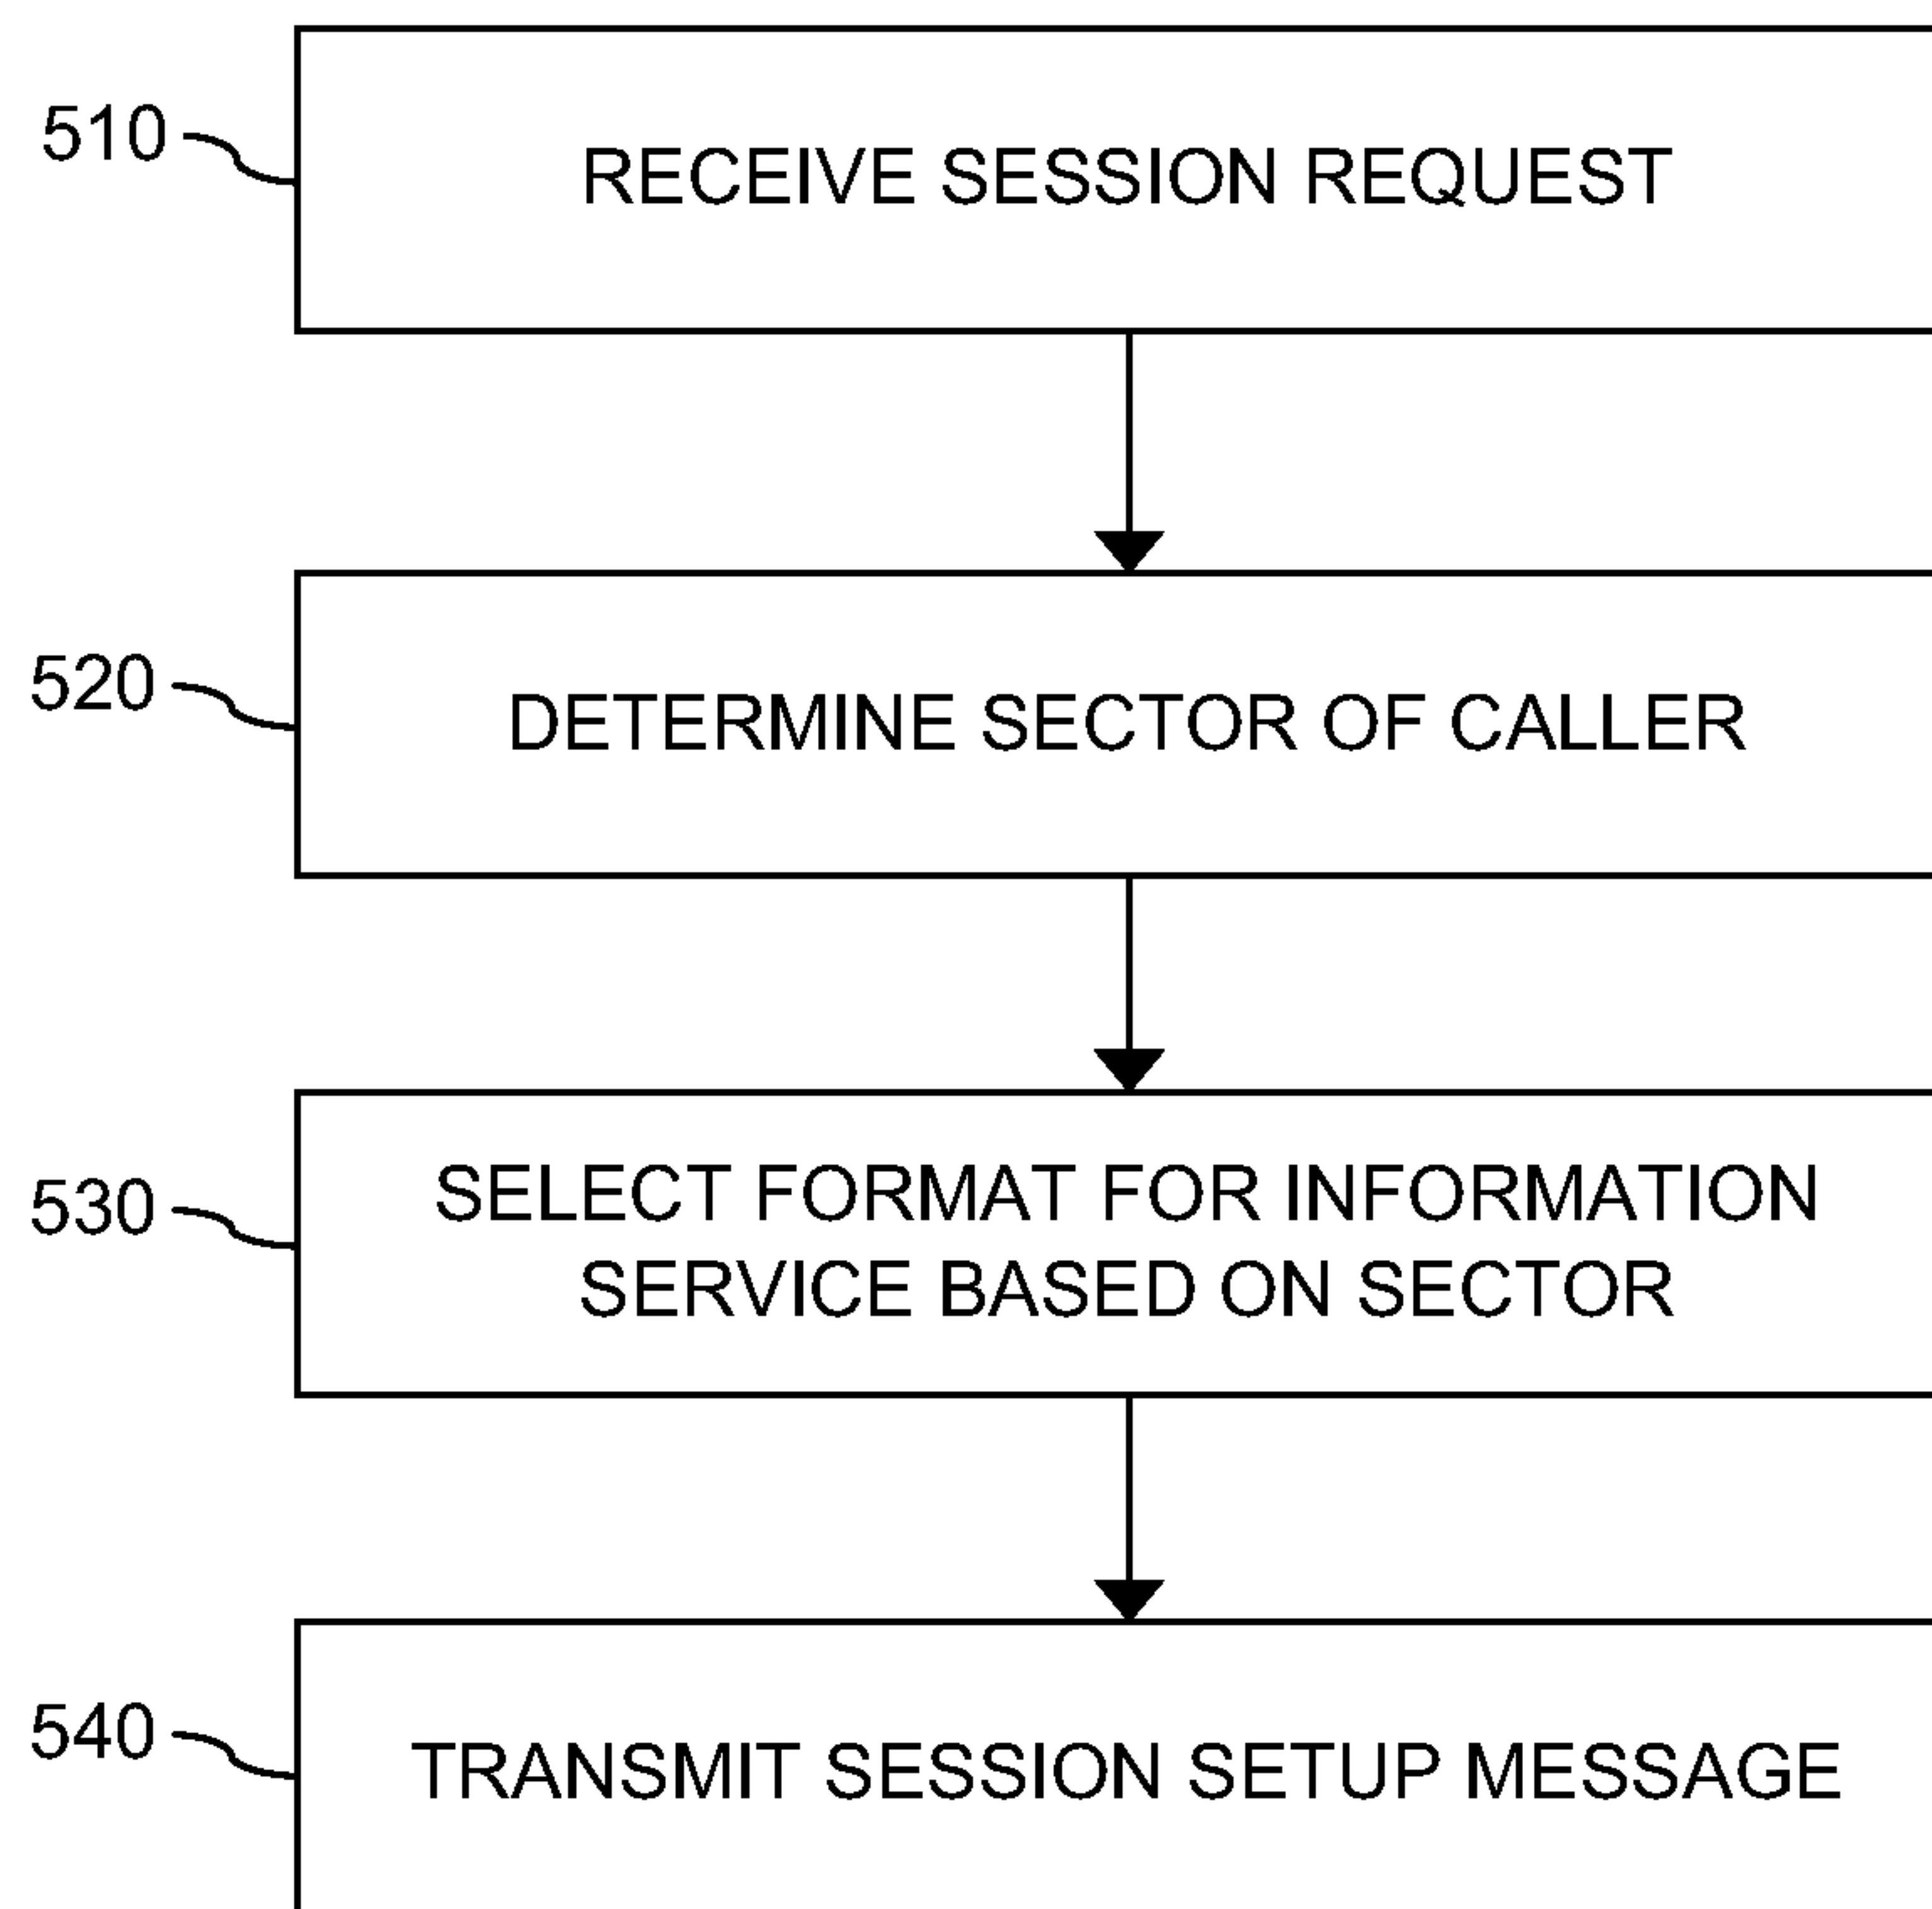 510
RECEIVE SESSION REQUEST
520
DETERMINE SECTOR OF CALLER
530
SELECT FORMAT FOR INFORMATION
SERVICE BASED ON SECTOR
540
TRANSMIT SESSION SETUP MESSAGE